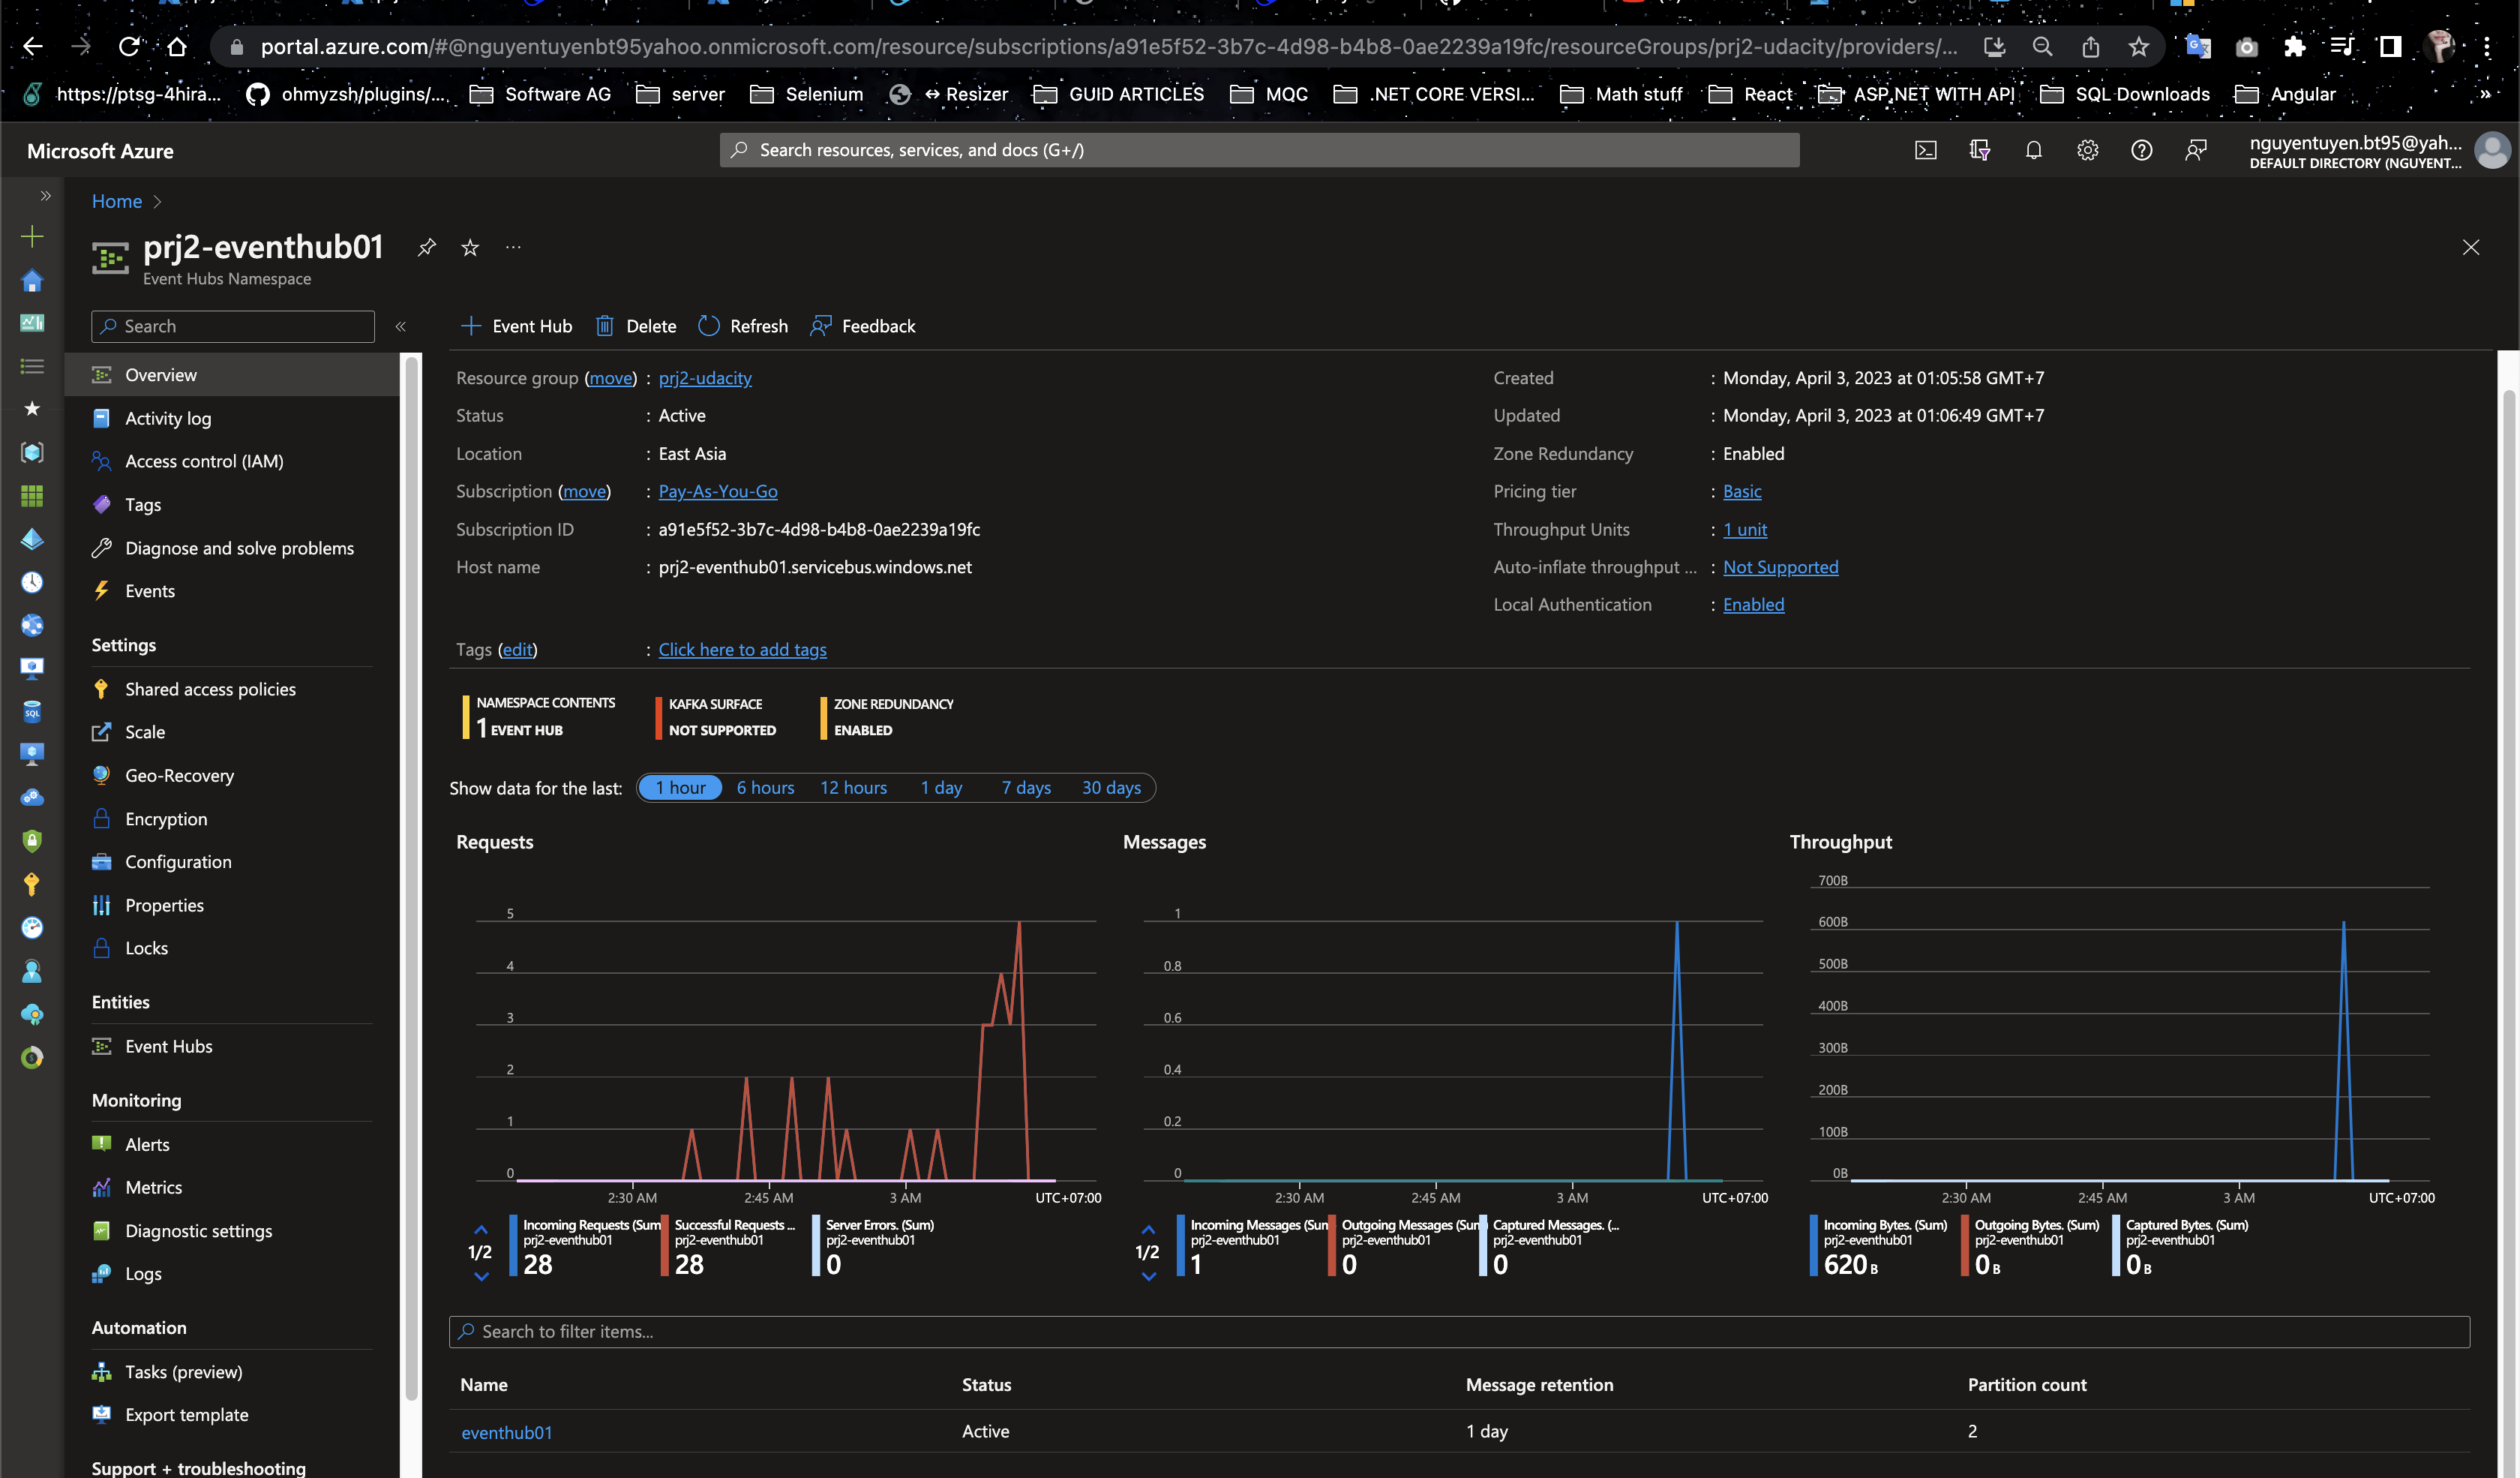 portal.azure.com/#@nguyentuyenbt95yahoo.onmicrosoft.com/resource/subscriptions/a91e5f52-3b7c-4d98-b4b8-0ae2239a19fc/resourceGroups/prj2-udacity/providers/...
https://ptsg-4hira... ohmyzsh/plugins/... Software AG server Selenium ⇔ Resizer GUID ARTICLES MQC .NET CORE VERSI... Math stuff React ASP.NET WITH API SQL Downloads Angular »
Microsoft Azure
Search resources, services, and docs (G+/)
nguyentuyen.bt95@yah...
DEFAULT DIRECTORY (NGUYENT...
Home >
prj2-eventhub01
Event Hubs Namespace
Search
Overview
Activity log
Access control (IAM)
Tags
Diagnose and solve problems
Events
Settings
Shared access policies
Scale
Geo-Recovery
Encryption
Configuration
Properties
Locks
Entities
Event Hubs
Monitoring
Alerts
Metrics
Diagnostic settings
Logs
Automation
Tasks (preview)
Export template
Support + troubleshooting
Event Hub Delete Refresh Feedback
Resource group (move) : prj2-udacity
Status : Active
Location : East Asia
Subscription (move) : Pay-As-You-Go
Subscription ID : a91e5f52-3b7c-4d98-b4b8-0ae2239a19fc
Host name : prj2-eventhub01.servicebus.windows.net
Created : Monday, April 3, 2023 at 01:05:58 GMT+7
Updated : Monday, April 3, 2023 at 01:06:49 GMT+7
Zone Redundancy : Enabled
Pricing tier : Basic
Throughput Units : 1 unit
Auto-inflate throughput ... : Not Supported
Local Authentication : Enabled
Tags (edit) : Click here to add tags
NAMESPACE CONTENTS
1 EVENT HUB
KAFKA SURFACE
NOT SUPPORTED
ZONE REDUNDANCY
ENABLED
Show data for the last: 1 hour 6 hours 12 hours 1 day 7 days 30 days
Requests
5
4
3
2
1
0
2:30 AM 2:45 AM 3 AM UTC+07:00
1/2
Incoming Requests (Sum
prj2-eventhub01
28
Successful Requests ...
prj2-eventhub01
28
Server Errors. (Sum)
prj2-eventhub01
0
Messages
1
0.8
0.6
0.4
0.2
0
2:30 AM 2:45 AM 3 AM UTC+07:00
1/2
Incoming Messages (Sun
prj2-eventhub01
1
Outgoing Messages (Sun
prj2-eventhub01
0
Captured Messages. (...
prj2-eventhub01
0
Throughput
700B
600B
500B
400B
300B
200B
100B
0B
2:30 AM 2:45 AM 3 AM UTC+07:00
Incoming Bytes. (Sum)
prj2-eventhub01
620 B
Outgoing Bytes. (Sum)
prj2-eventhub01
0 B
Captured Bytes. (Sum)
prj2-eventhub01
0 B
Search to filter items...
Name Status Message retention Partition count
eventhub01 Active 1 day 2